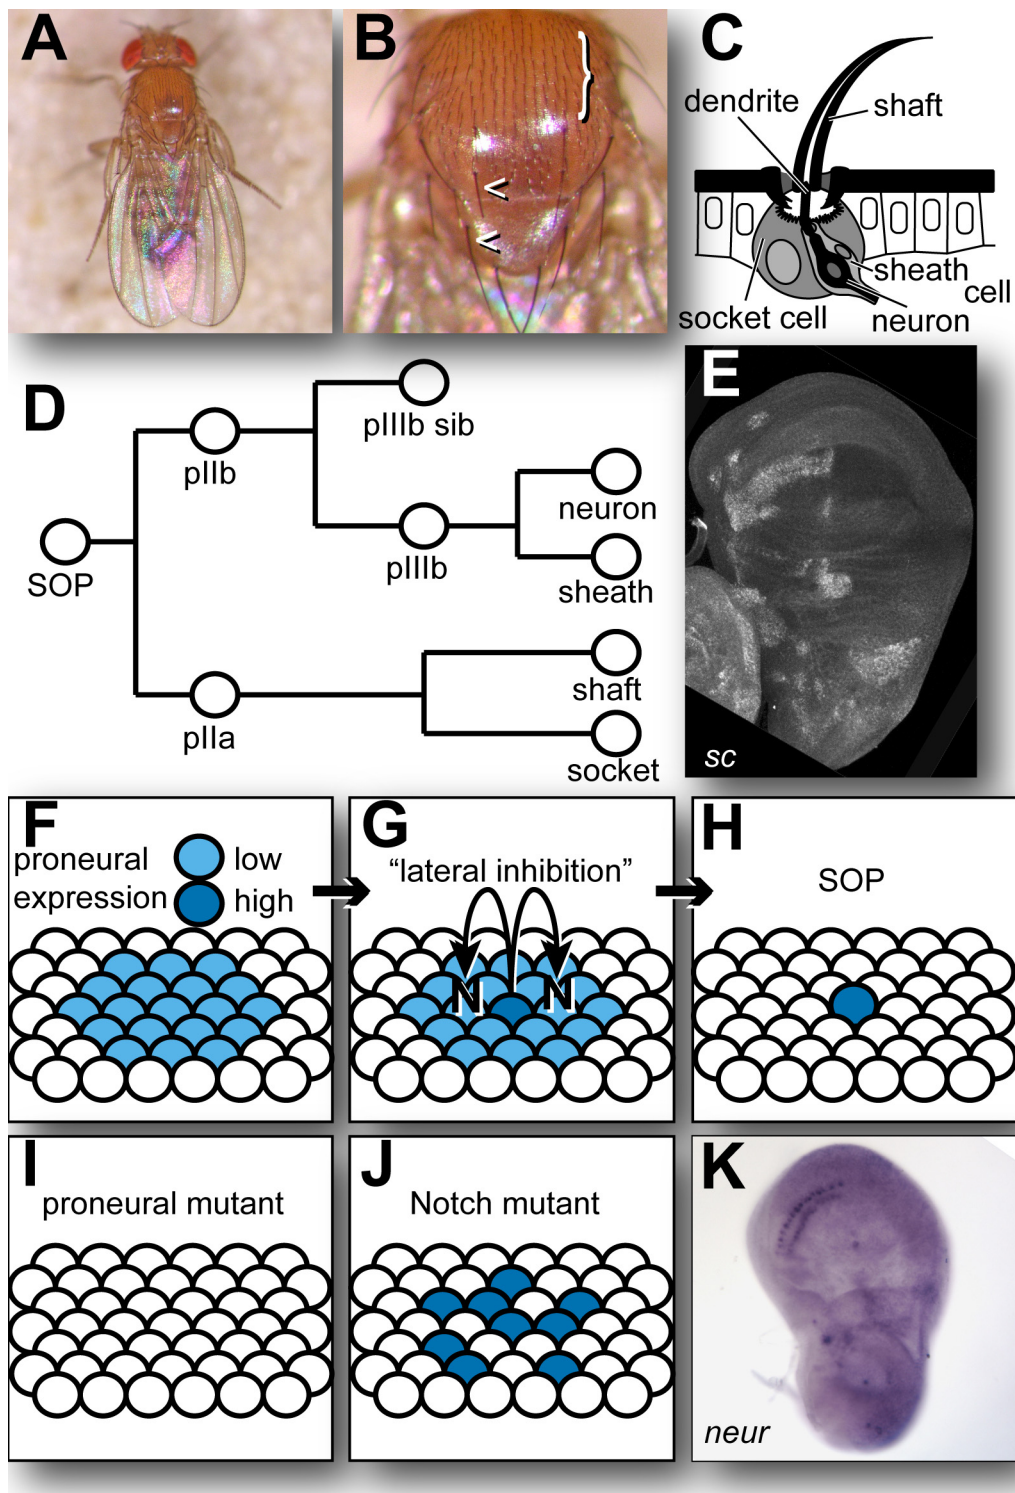 A
B
C
dendrite
shaft
sheath
cell
socket cell
neuron
D
pIIIb sib
pIIb
neuron
SOP
pIIIb
sheath
shaft
pIIa
socket
E
sc
F
proneural
low
expression
high
G
"lateral inhibition"
N
N
H
SOP
I
proneural mutant
J
Notch mutant
K
neur